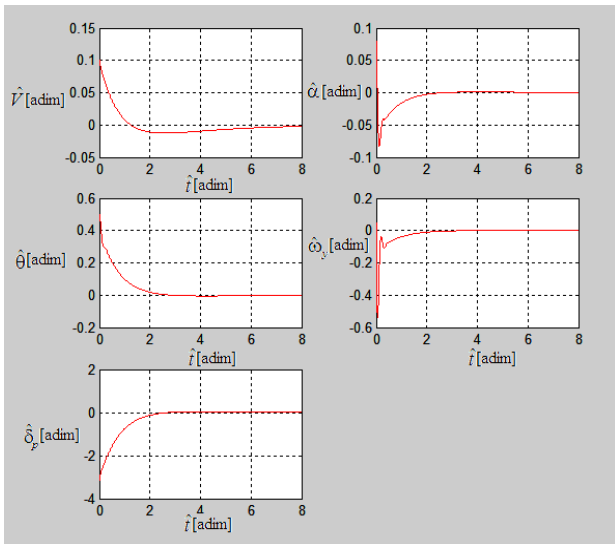 0.15
0.1
0.05
0
-0.05
V̂ [adim]
0 2 4 6 8
t̂ [adim]
0.1
0.05
0
-0.05
-0.1
α̂ [adim]
0 2 4 6 8
0.6
0.4
0.2
0
-0.2
θ̂ [adim]
0 2 4 6 8
t̂ [adim]
0.2
0
-0.2
-0.4
-0.6
ω̂y [adim]
0 2 4 6 8
t̂ [adim]
2
0
-2
-4
δ̂p [adim]
0 2 4 6 8
t̂ [adim]